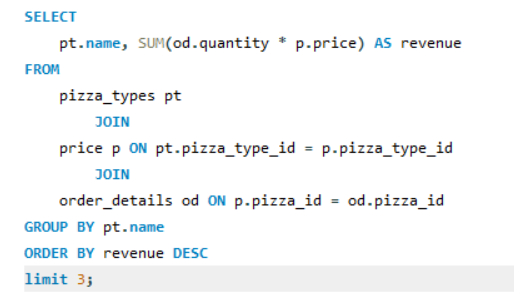 SELECT
pt.name, SUM(od.quantity * p.price) AS revenue
FROM
pizza_types pt
JOIN
price p ON pt.pizza_type_id = p.pizza_type_id
JOIN
order_details od ON p.pizza_id = od.pizza_id
GROUP BY pt.name
ORDER BY revenue DESC
limit 3;